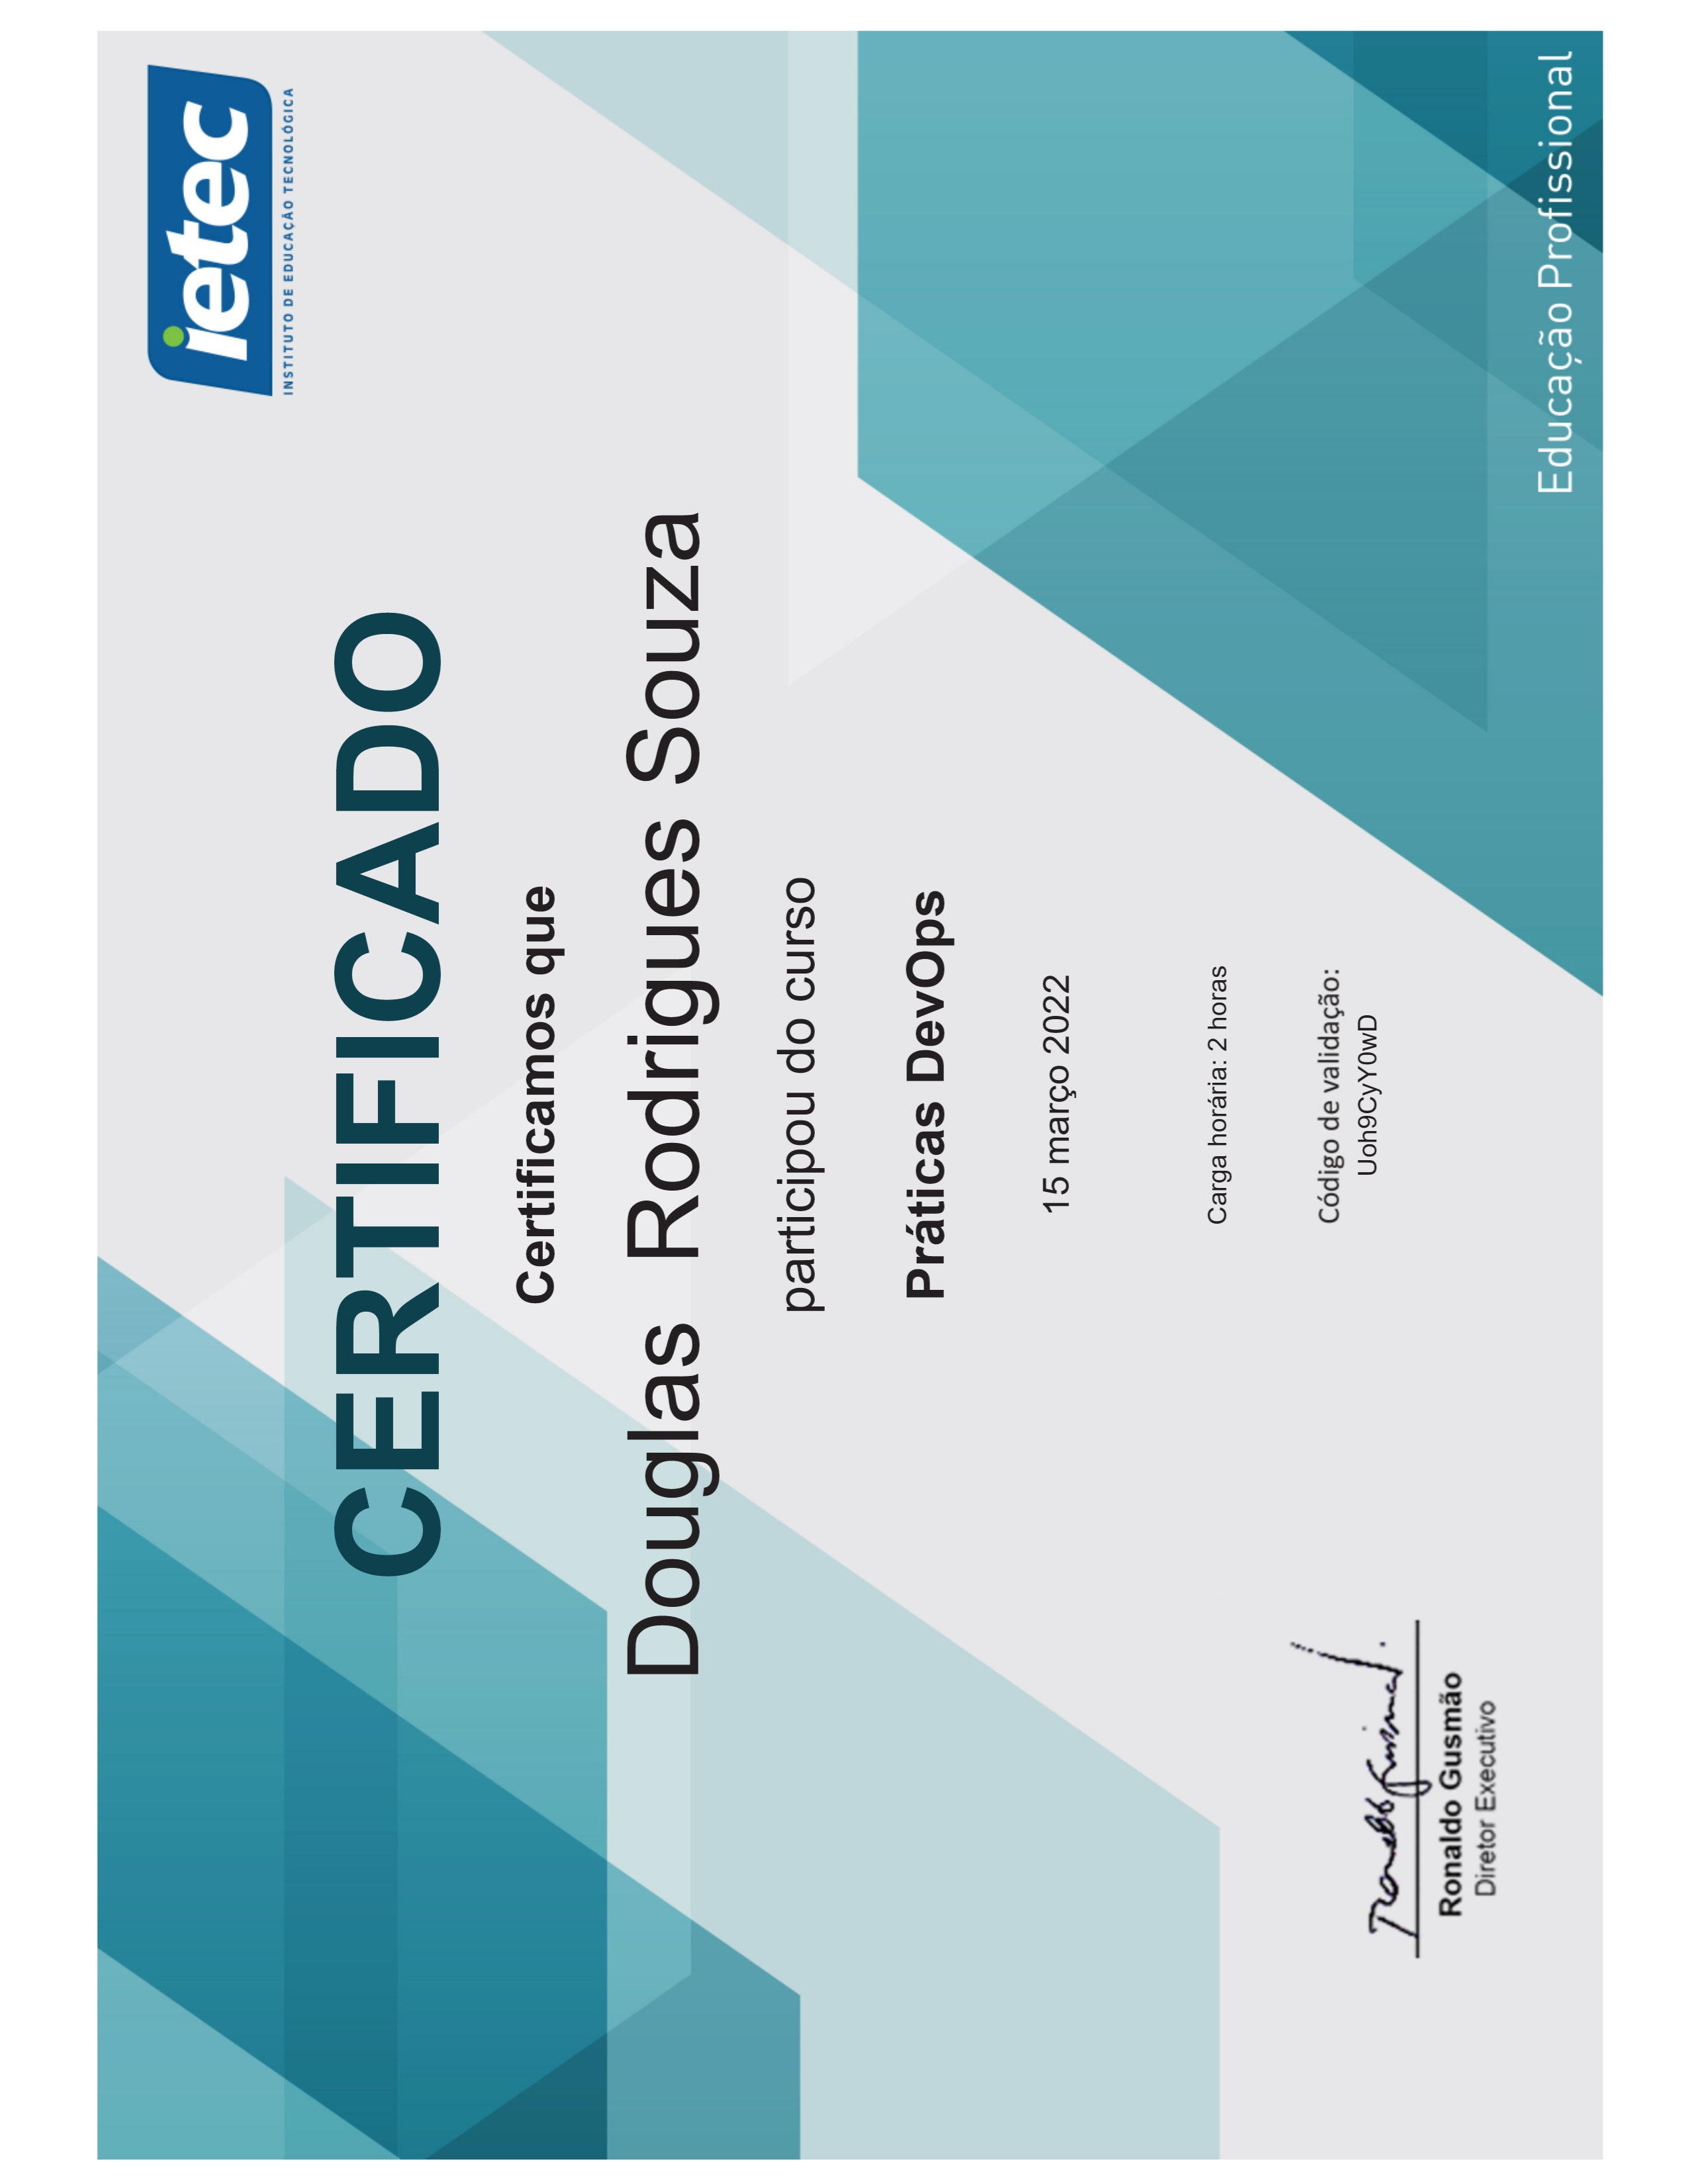 ietec
INSTITUTO DE EDUCAÇÃO TECNOLÓGICA
CERTIFICADO
Certificamos que
Douglas  Rodrigues Souza
participou do curso
Práticas DevOps
15 março 2022
Carga horária: 2 horas
Código de validação:
Uoh9CyY0wD
Ronaldo Gusmão
Diretor Executivo
Educação Profissional